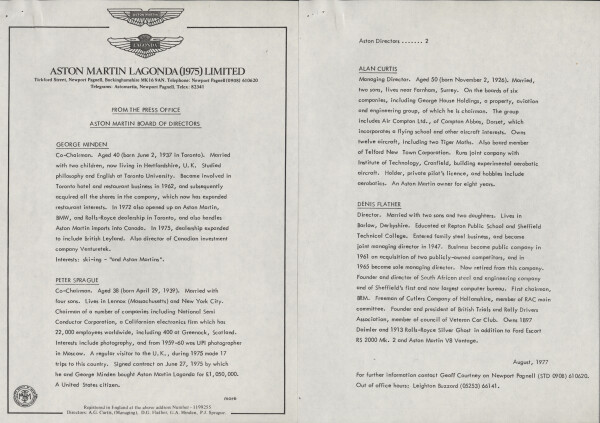 ASTON MARTIN
LAGONDA
ASTON MARTIN LAGONDA (1975) LIMITED
Tickford Street, Newport Pagnell, Buckinghamshire MK16 9AN. Telephone: Newport Pagnell (0908) 610620
Telegrams: Astomartia, Newport Pagnell. Telex: 82341
FROM THE PRESS OFFICE
ASTON MARTIN BOARD OF DIRECTORS
GEORGE MINDEN
Co-Chairman. Aged 40 (born June 2, 1937 in Toronto). Married
with two children, now living in Hertfordshire, U.K. Studied
philosophy and English at Toronto University. Became involved in
Toronto hotel and restaurant business in 1962, and subsequently
acquired all the shares in the company, which now has expanded
restaurant interests. In 1972 also opened up an Aston Martin,
BMW, and Rolls-Royce dealership in Toronto, and also handles
Aston Martin imports into Canada. In 1975, dealership expanded
to include British Leyland. Also director of Canadian investment
company Venturetek.
Interests: ski-ing - "and Aston Martins".
PETER SPRAGUE
Co-Chairman. Aged 38 (born April 29, 1939). Married with
four sons. Lives in Lennox (Massachusetts) and New York City.
Chairman of a number of companies including National Semi
Conductor Corporation, a Californian electronics firm which has
22,000 employees worldwide, including 400 at Greenock, Scotland.
Interests include photography, and from 1959-60 was UPI photographer
in Moscow. A regular visitor to the U.K., during 1975 made 17
trips to this country. Signed contract on June 27, 1975 by which
he and George Minden bought Aston Martin Lagonda for £1,050,000.
A United States citizen.
more
Registered in England at the above address Number - 1199255
Directors: A.G. Curtis, (Managing), D.G. Flather, G.A. Minden, P.J. Sprague.
Aston Directors ....... 2
ALAN CURTIS
Managing Director. Aged 50 (born November 2, 1926). Married,
two sons, lives near Farnham, Surrey. On the boards of six
companies, including George House Holdings, a property, aviation
and engineering group, of which he is chairman. The group
includes Air Compton Ltd., of Compton Abbas, Dorset, which
incorporates a flying school and other aircraft interests. Owns
twelve aircraft, including two Tiger Moths. Also board member
of Telford New Town Corporation. Runs joint company with
Institute of Technology, Cranfield, building experimental aerobatic
aircraft. Holder, private pilot's licence, and hobbies include
aerobatics. An Aston Martin owner for eight years.
DENIS FLATHER
Director. Married with two sons and two daughters. Lives in
Barlow, Derbyshire. Educated at Repton Public School and Sheffield
Technical College. Entered family steel business, and became
joint managing director in 1947. Business became public company in
1961 on acquisition of two publicly-owned competitors, and in
1965 become sole managing director. Now retired from this company.
Founder and director of South African steel and engineering company
and of Sheffield's first and now largest computer bureau. First chairman,
BRM. Freeman of Cutlers Company of Hallamshire, member of RAC main
committee. Founder and president of British Trials and Rally Drivers
Association, member of council of Veteran Car Club. Owns 1897
Daimler and 1913 Rolls-Royce Silver Ghost in addition to Ford Escort
RS 2000 Mk. 2 and Aston Martin V8 Vantage.
August, 1977
For further information contact Geoff Courtney on Newport Pagnell (STD 0908) 610620.
Out of office hours: Leighton Buzzard (05253) 66141.